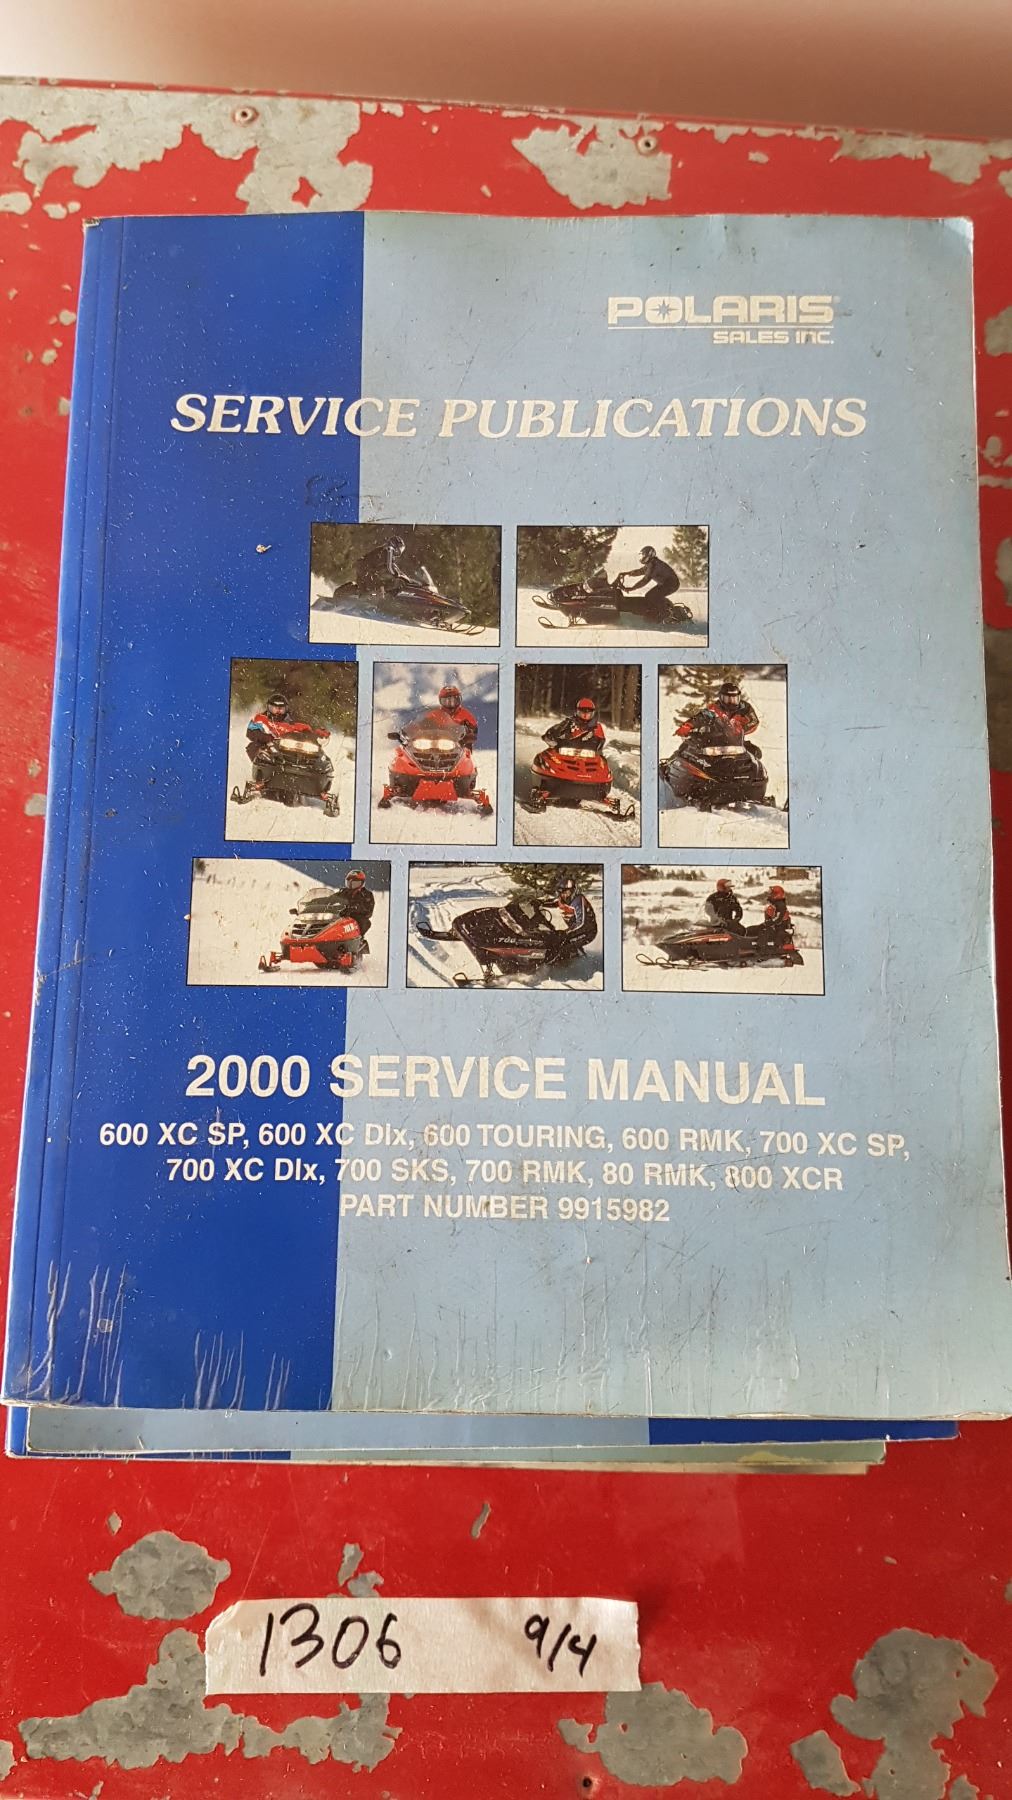 POLARIS
SALES INC.
SERVICE PUBLICATIONS
700
2000 SERVICE MANUAL
600 XC SP, 600 XC Dlx, 600 TOURING, 600 RMK, 700 XC SP,
700 XC Dlx, 700 SKS, 700 RMK, 80 RMK, 800 XCR
PART NUMBER 9915982
1306 9/4